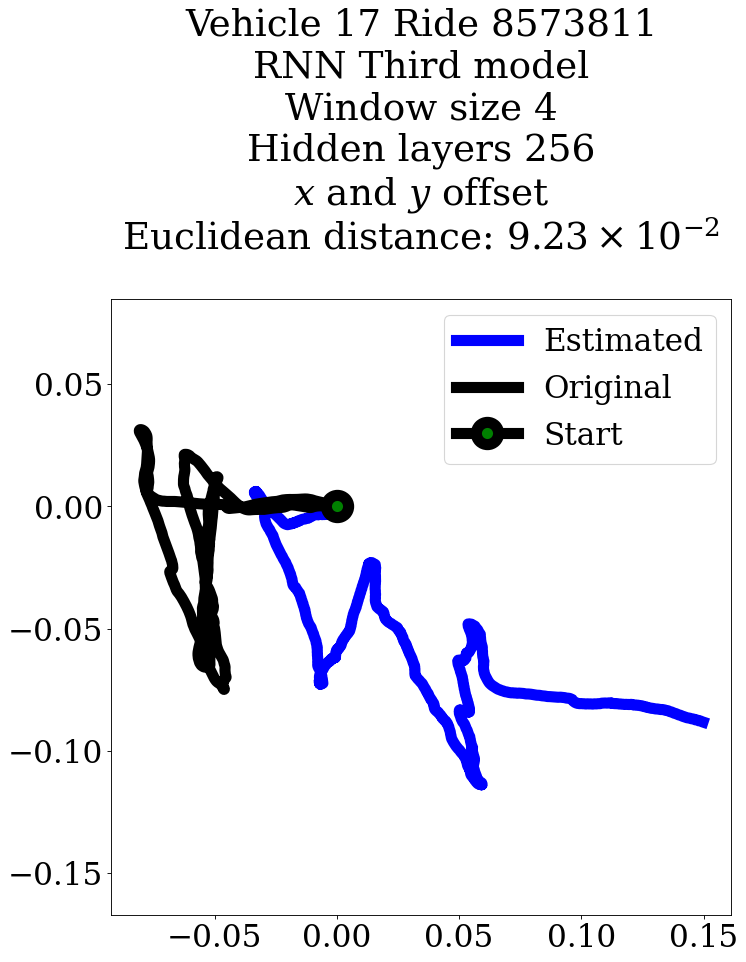 Vehicle 17 Ride 8573811
RNN Third model
Window size 4
Hidden layers 256
x and y offset
Euclidean distance: 9.23 × 10⁻²
Estimated
Original
Start
0.05
0.00
−0.05
−0.10
−0.15
−0.05 0.00 0.05 0.10 0.15